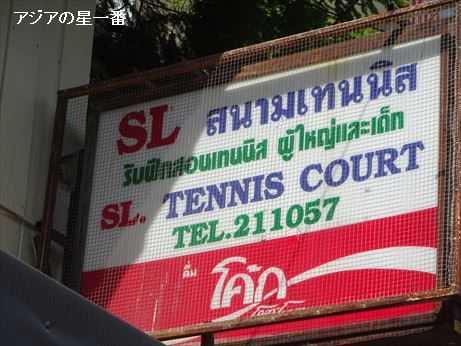 アジアの星一番
SL สนามเทนนิส
รับฝึกสอนเทนนิส ผู้ใหญ่และเด็ก
SL. TENNIS COURT
TEL.211057
ดื่ม
โค้ก